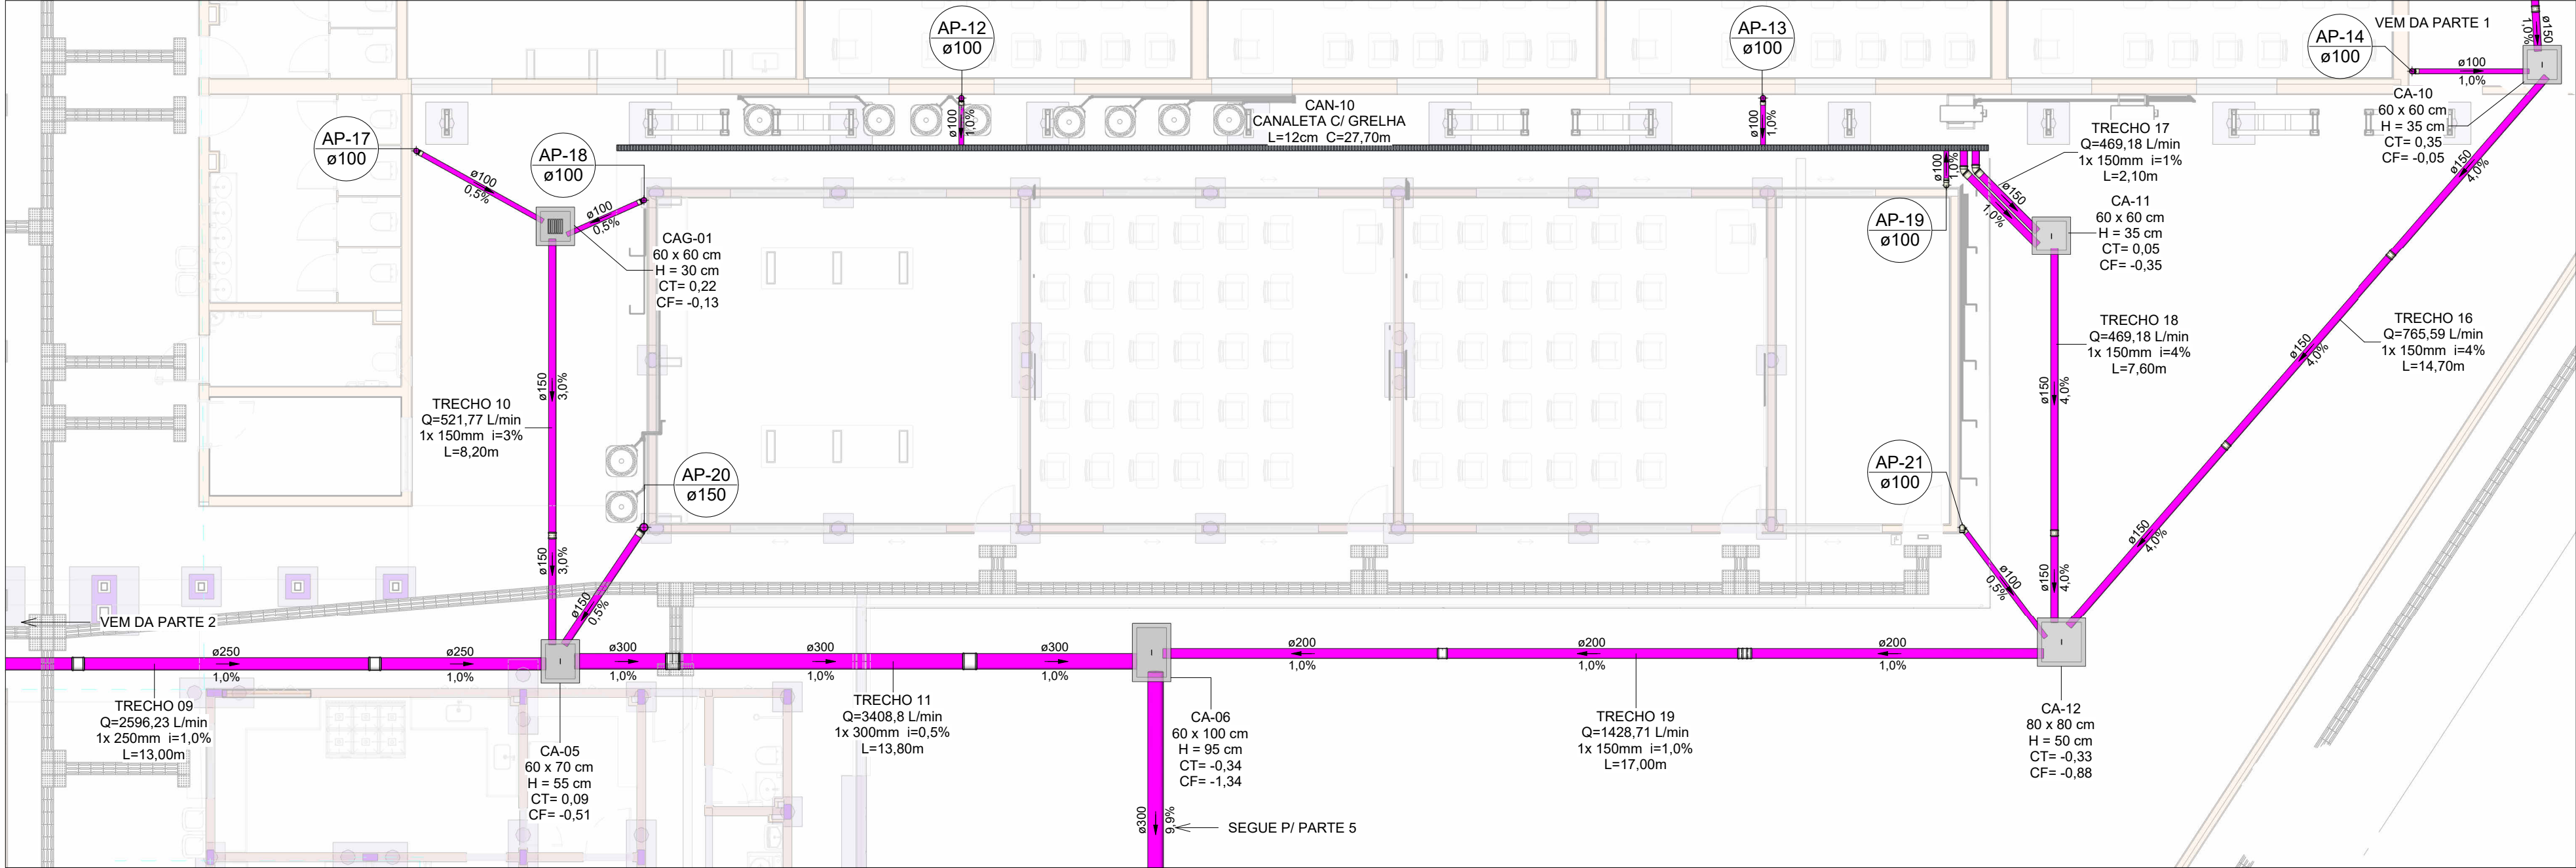 AP-12
ø100
AP-13
ø100
AP-14
ø100
VEM DA PARTE 1
ø150
1,0%
ø100
1,0%
CA-10
60 x 60 cm
H = 35 cm
CT= 0,35
CF= -0,05
AP-17
ø100
AP-18
ø100
ø100
0,5%
ø100
0,5%
ø100
1,0%
CAN-10
CANALETA C/ GRELHA
L=12cm C=27,70m
ø100
1,0%
ø100
1,0%
AP-19
ø100
TRECHO 17
Q=469,18 L/min
1x 150mm i=1%
L=2,10m
ø150
1,0%
CA-11
60 x 60 cm
H = 35 cm
CT= 0,05
CF= -0,35
ø150
4,0%
CAG-01
60 x 60 cm
H = 30 cm
CT= 0,22
CF= -0,13
TRECHO 18
Q=469,18 L/min
1x 150mm i=4%
L=7,60m
TRECHO 16
Q=765,59 L/min
1x 150mm i=4%
L=14,70m
ø150
4,0%
TRECHO 10
Q=521,77 L/min
1x 150mm i=3%
L=8,20m
ø150
3,0%
ø150
4,0%
AP-20
ø150
AP-21
ø100
ø150
3,0%
ø150
0,5%
ø100
0,5%
ø150
4,0%
ø150
4,0%
VEM DA PARTE 2
ø250
1,0%
ø250
1,0%
ø300
1,0%
ø300
1,0%
ø300
1,0%
ø200
1,0%
ø200
1,0%
ø200
1,0%
TRECHO 09
Q=2596,23 L/min
1x 250mm i=1,0%
L=13,00m
CA-05
60 x 70 cm
H = 55 cm
CT= 0,09
CF= -0,51
TRECHO 11
Q=3408,8 L/min
1x 300mm i=0,5%
L=13,80m
CA-06
60 x 100 cm
H = 95 cm
CT= -0,34
CF= -1,34
TRECHO 19
Q=1428,71 L/min
1x 150mm i=1,0%
L=17,00m
CA-12
80 x 80 cm
H = 50 cm
CT= -0,33
CF= -0,88
ø300
9,9%
SEGUE P/ PARTE 5